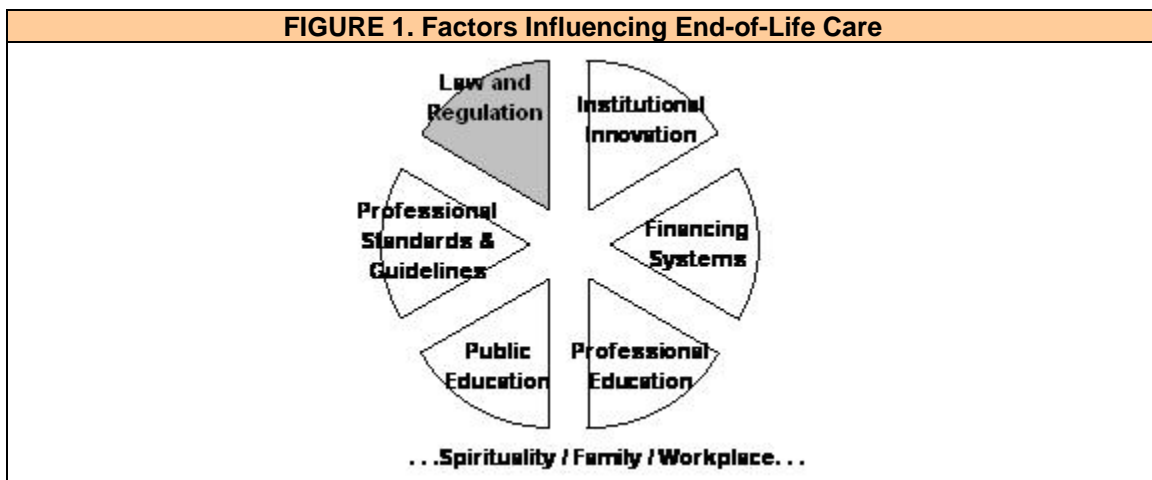 FIGURE 1. Factors Influencing End-of-Life Care
Law and
Regulation
Institutional
Innovation
Professional
Standards &
Guidelines
Financing
Systems
Public
Education
Professional
Education
...Spirituality / Family / Workplace...